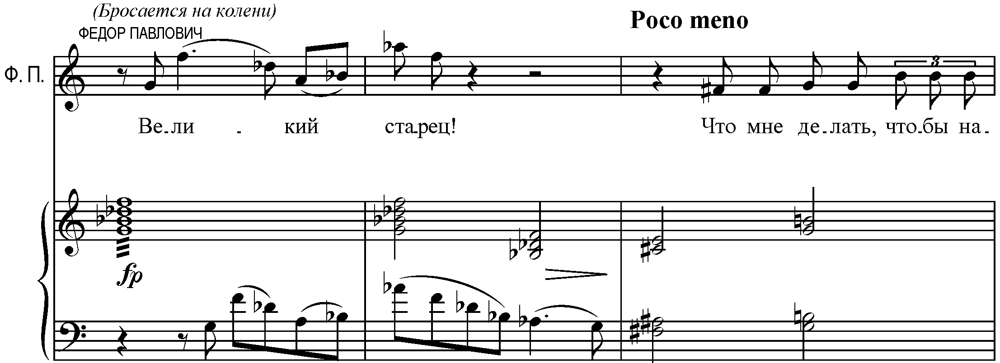 (Бросается на колени)
Poco meno
ФЕДОР ПАВЛОВИЧ
Ф. П.
3
Ве-ли - кий ста-рец! Что мне де-лать, что-бы на-
fp